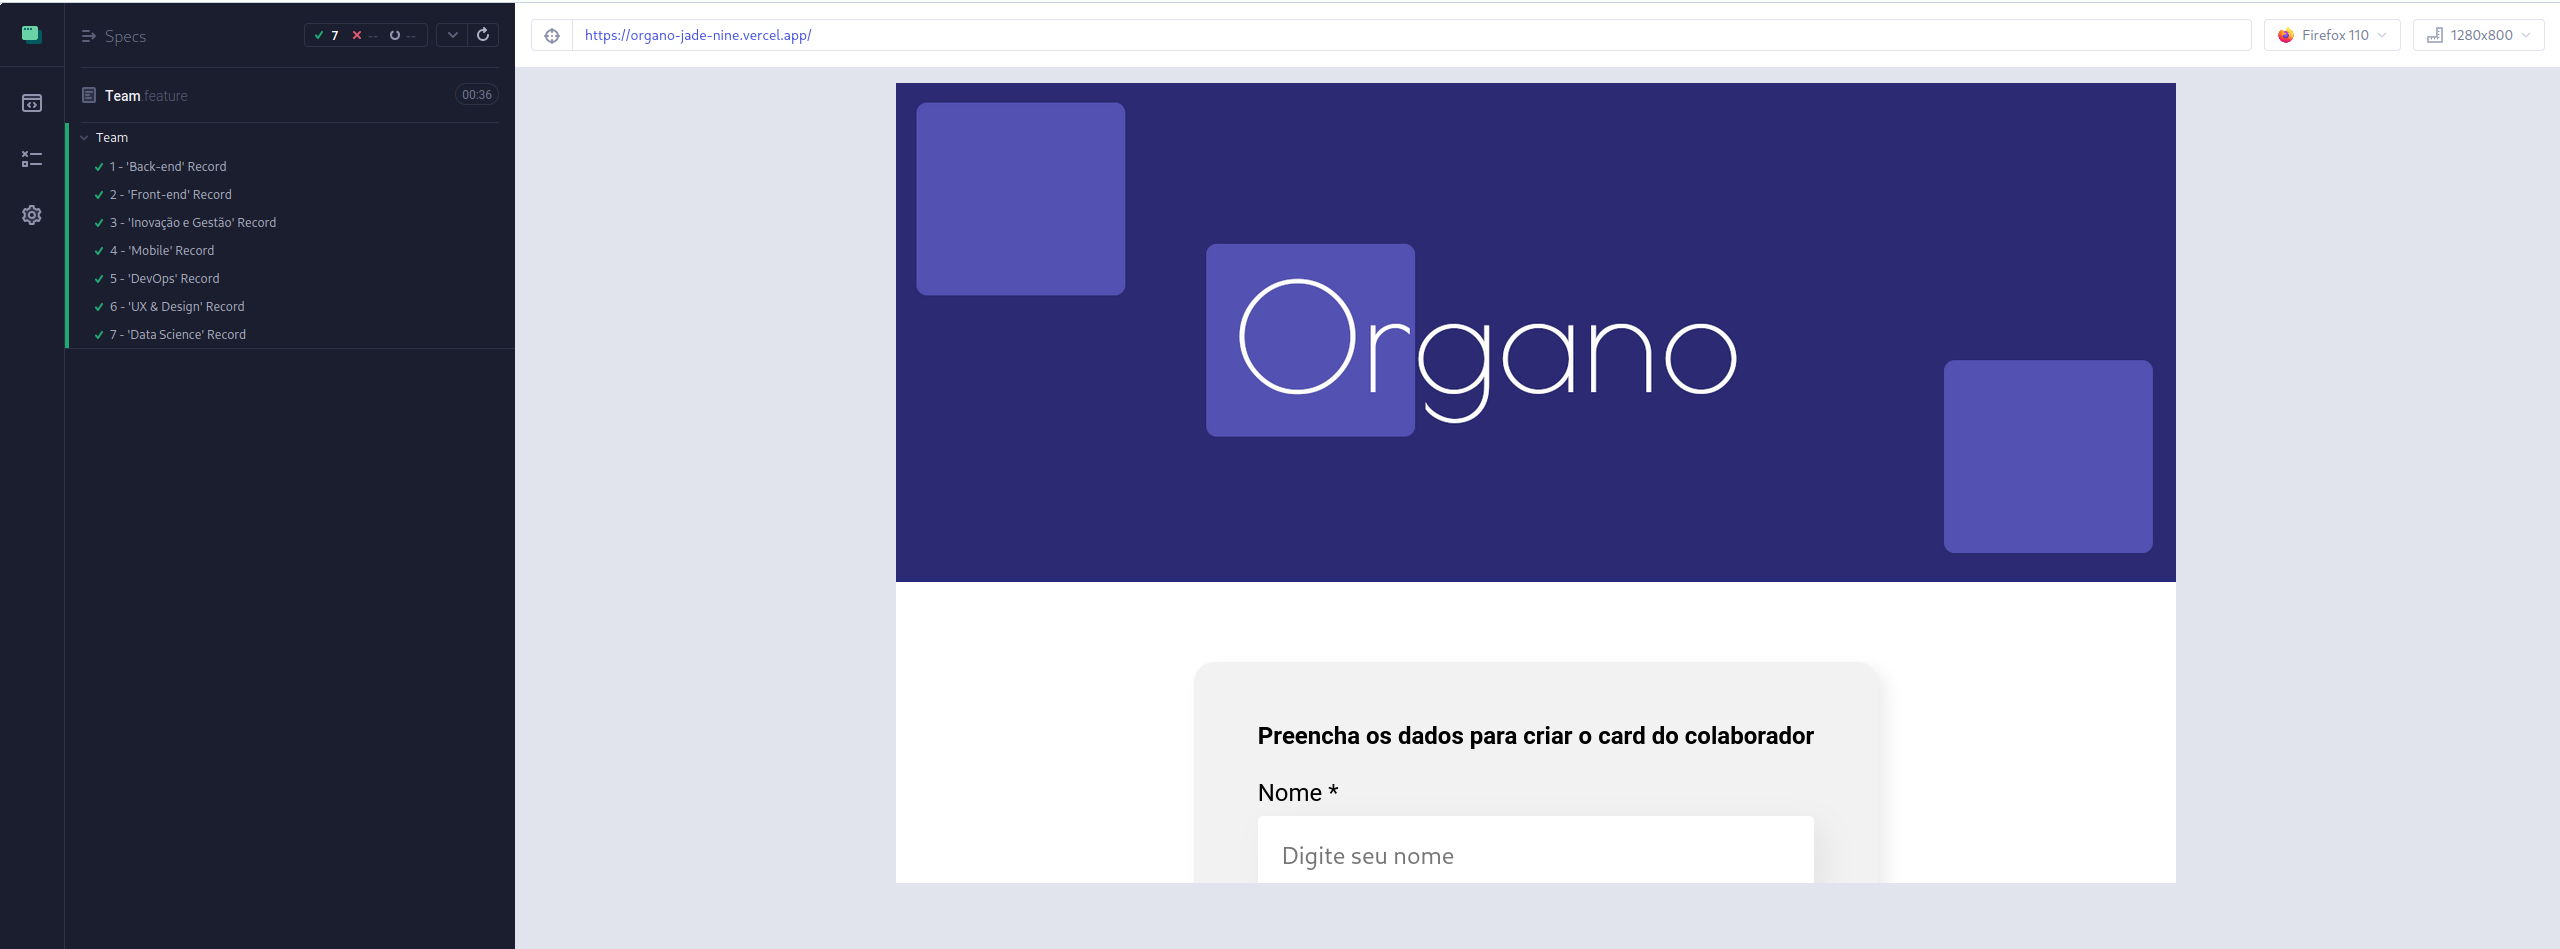 Specs
7 -- --
Team.feature
00:36
Team
1 - 'Back-end' Record
2 - 'Front-end' Record
3 - 'Inovação e Gestão' Record
4 - 'Mobile' Record
5 - 'DevOps' Record
6 - 'UX & Design' Record
7 - 'Data Science' Record
https://organo-jade-nine.vercel.app/
Firefox 110
1280x800
Organo
Preencha os dados para criar o card do colaborador
Nome *
Digite seu nome